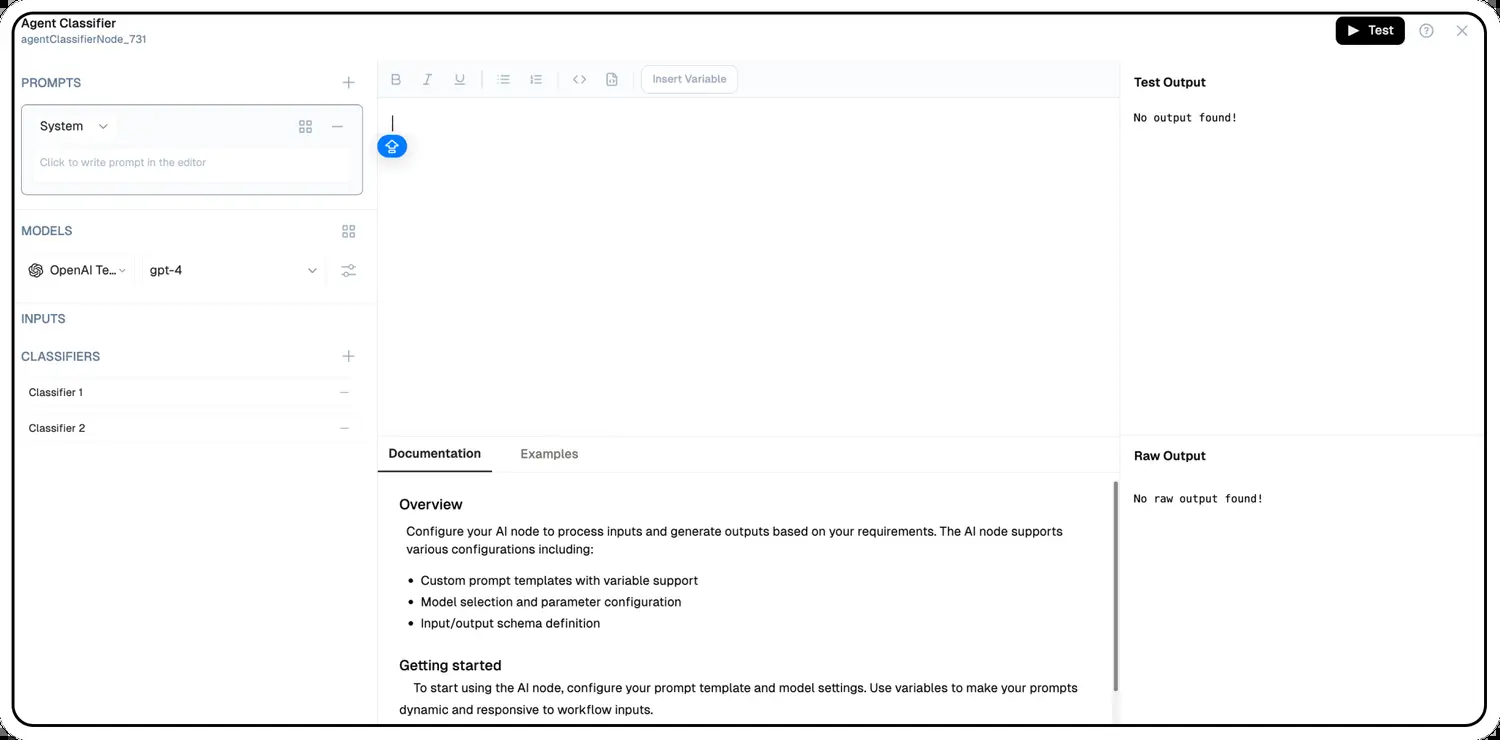 Agent Classifier
agentClassifierNode_731
Test
PROMPTS
System
Click to write prompt in the editor
MODELS
OpenAI Te...
gpt-4
INPUTS
CLASSIFIERS
Classifier 1
Classifier 2
B I U
Insert Variable
Documentation
Examples
Overview
Configure your AI node to process inputs and generate outputs based on your requirements. The AI node supports
various configurations including:
• Custom prompt templates with variable support
• Model selection and parameter configuration
• Input/output schema definition
Getting started
To start using the AI node, configure your prompt template and model settings. Use variables to make your prompts
dynamic and responsive to workflow inputs.
Test Output
No output found!
Raw Output
No raw output found!